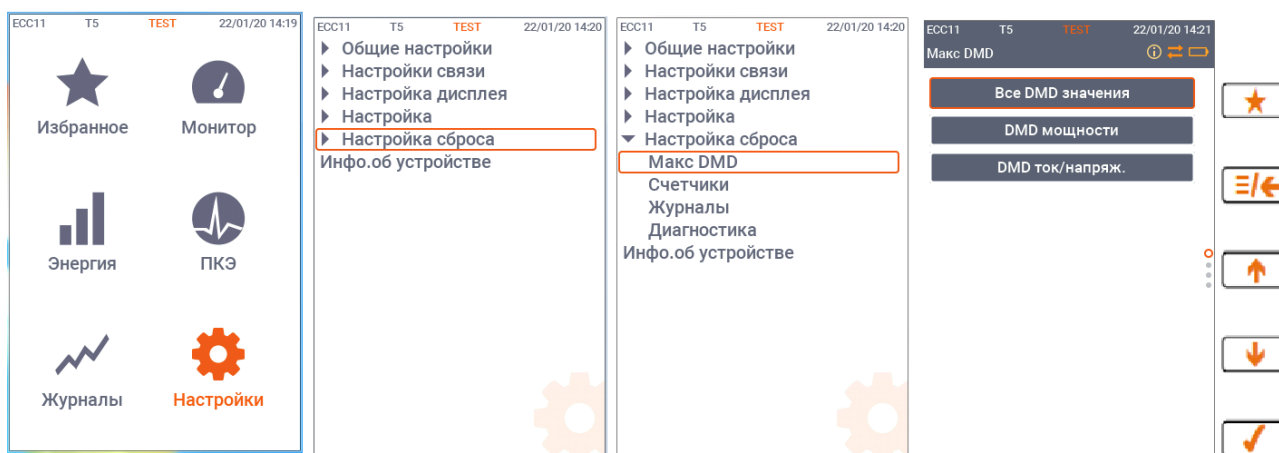 ECC11 T5 TEST 22/01/20 14:19
Избранное Монитор
Энергия ПКЭ
Журналы Настройки
ECC11 T5 TEST 22/01/20 14:20
Общие настройки
Настройки связи
Настройка дисплея
Настройка
Настройка сброса
Инфо.об устройстве
ECC11 T5 TEST 22/01/20 14:20
Общие настройки
Настройки связи
Настройка дисплея
Настройка
Настройка сброса
Макс DMD
Счетчики
Журналы
Диагностика
Инфо.об устройстве
ECC11 T5 TEST 22/01/20 14:21
Макс DMD
Все DMD значения
DMD мощности
DMD ток/напряж.